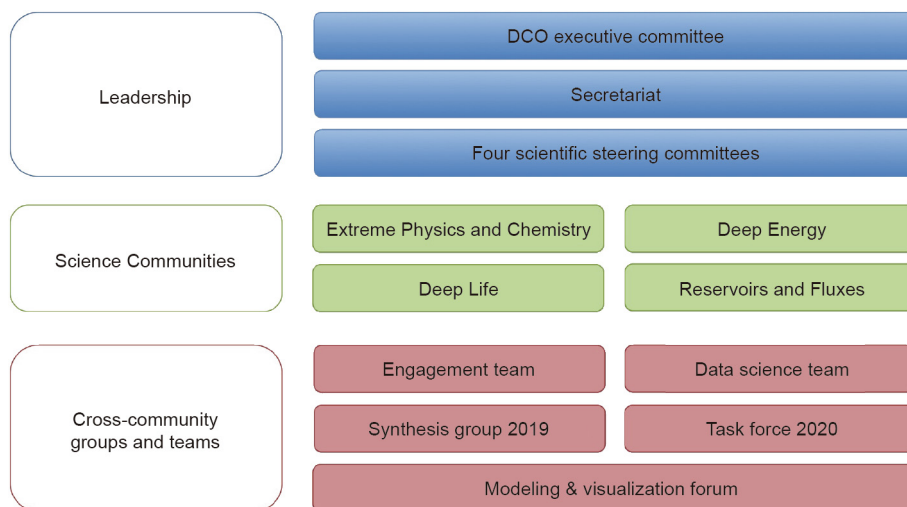 Leadership
DCO executive committee
Secretariat
Four scientific steering committees
Science Communities
Extreme Physics and Chemistry
Deep Energy
Deep Life
Reservoirs and Fluxes
Cross-community
groups and teams
Engagement team
Data science team
Synthesis group 2019
Task force 2020
Modeling & visualization forum